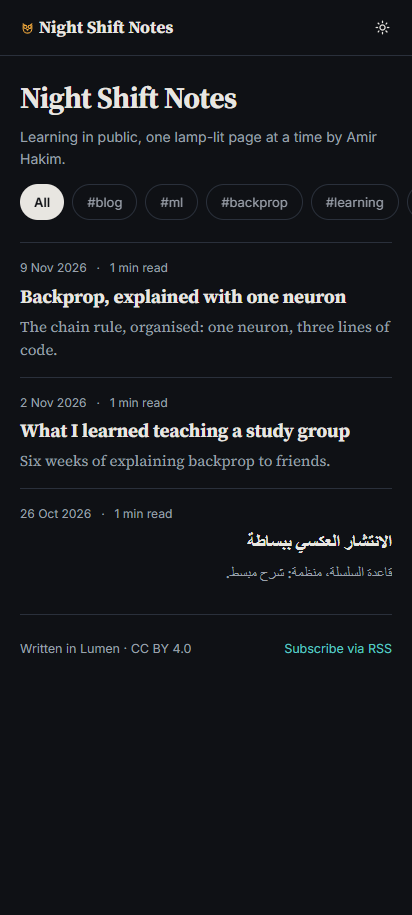 Night Shift Notes
Night Shift Notes
Learning in public, one lamp-lit page at a time by Amir
Hakim.
All #blog #ml #backprop #learning
9 Nov 2026 · 1 min read
Backprop, explained with one neuron
The chain rule, organised: one neuron, three lines of
code.
2 Nov 2026 · 1 min read
What I learned teaching a study group
Six weeks of explaining backprop to friends.
26 Oct 2026 · 1 min read
الانتشار العكسي ببساطة
قاعدة السلسلة، منظمة: شرح مبسط.
Written in Lumen · CC BY 4.0 Subscribe via RSS